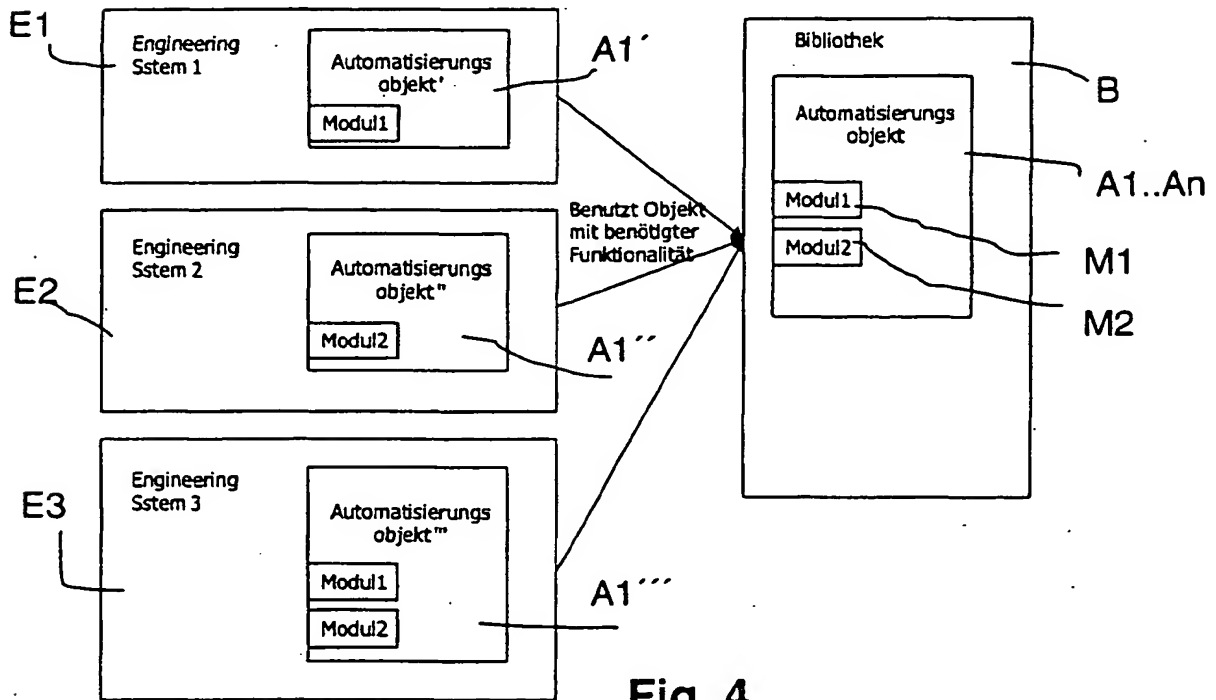 E1
Engineering
Sstem 1
Automatisierungs
objekt'
Modul1
A1´
E2
Engineering
Sstem 2
Automatisierungs
objekt"
Modul2
A1´´
E3
Engineering
Sstem 3
Automatisierungs
objekt'"
Modul1
Modul2
A1´´´
Benutzt Objekt
mit benötigter
Funktionalität
Bibliothek
B
Automatisierungs
objekt
A1..An
Modul1
M1
Modul2
M2
Fig. 4